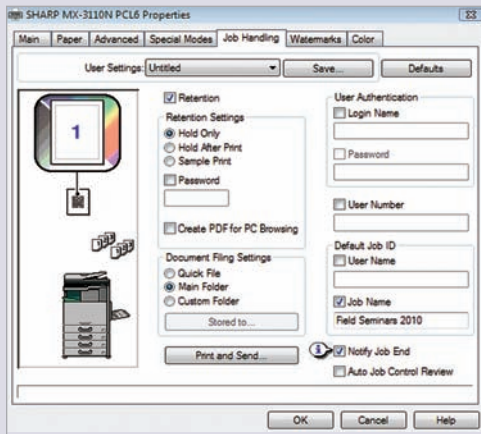 SHARP MX-3110N PCL6 Properties
Main Paper Advanced Special Modes Job Handling Watermarks Color
User Settings: Untitled Save... Defaults
1
Retention
Retention Settings
Hold Only
Hold After Print
Sample Print
Password
Create PDF for PC Browsing
Document Filing Settings
Quick File
Main Folder
Custom Folder
Stored to...
Print and Send...
User Authentication
Login Name
Password
User Number
Default Job ID
User Name
Job Name
Field Seminars 2010
Notify Job End
Auto Job Control Review
OK Cancel Help